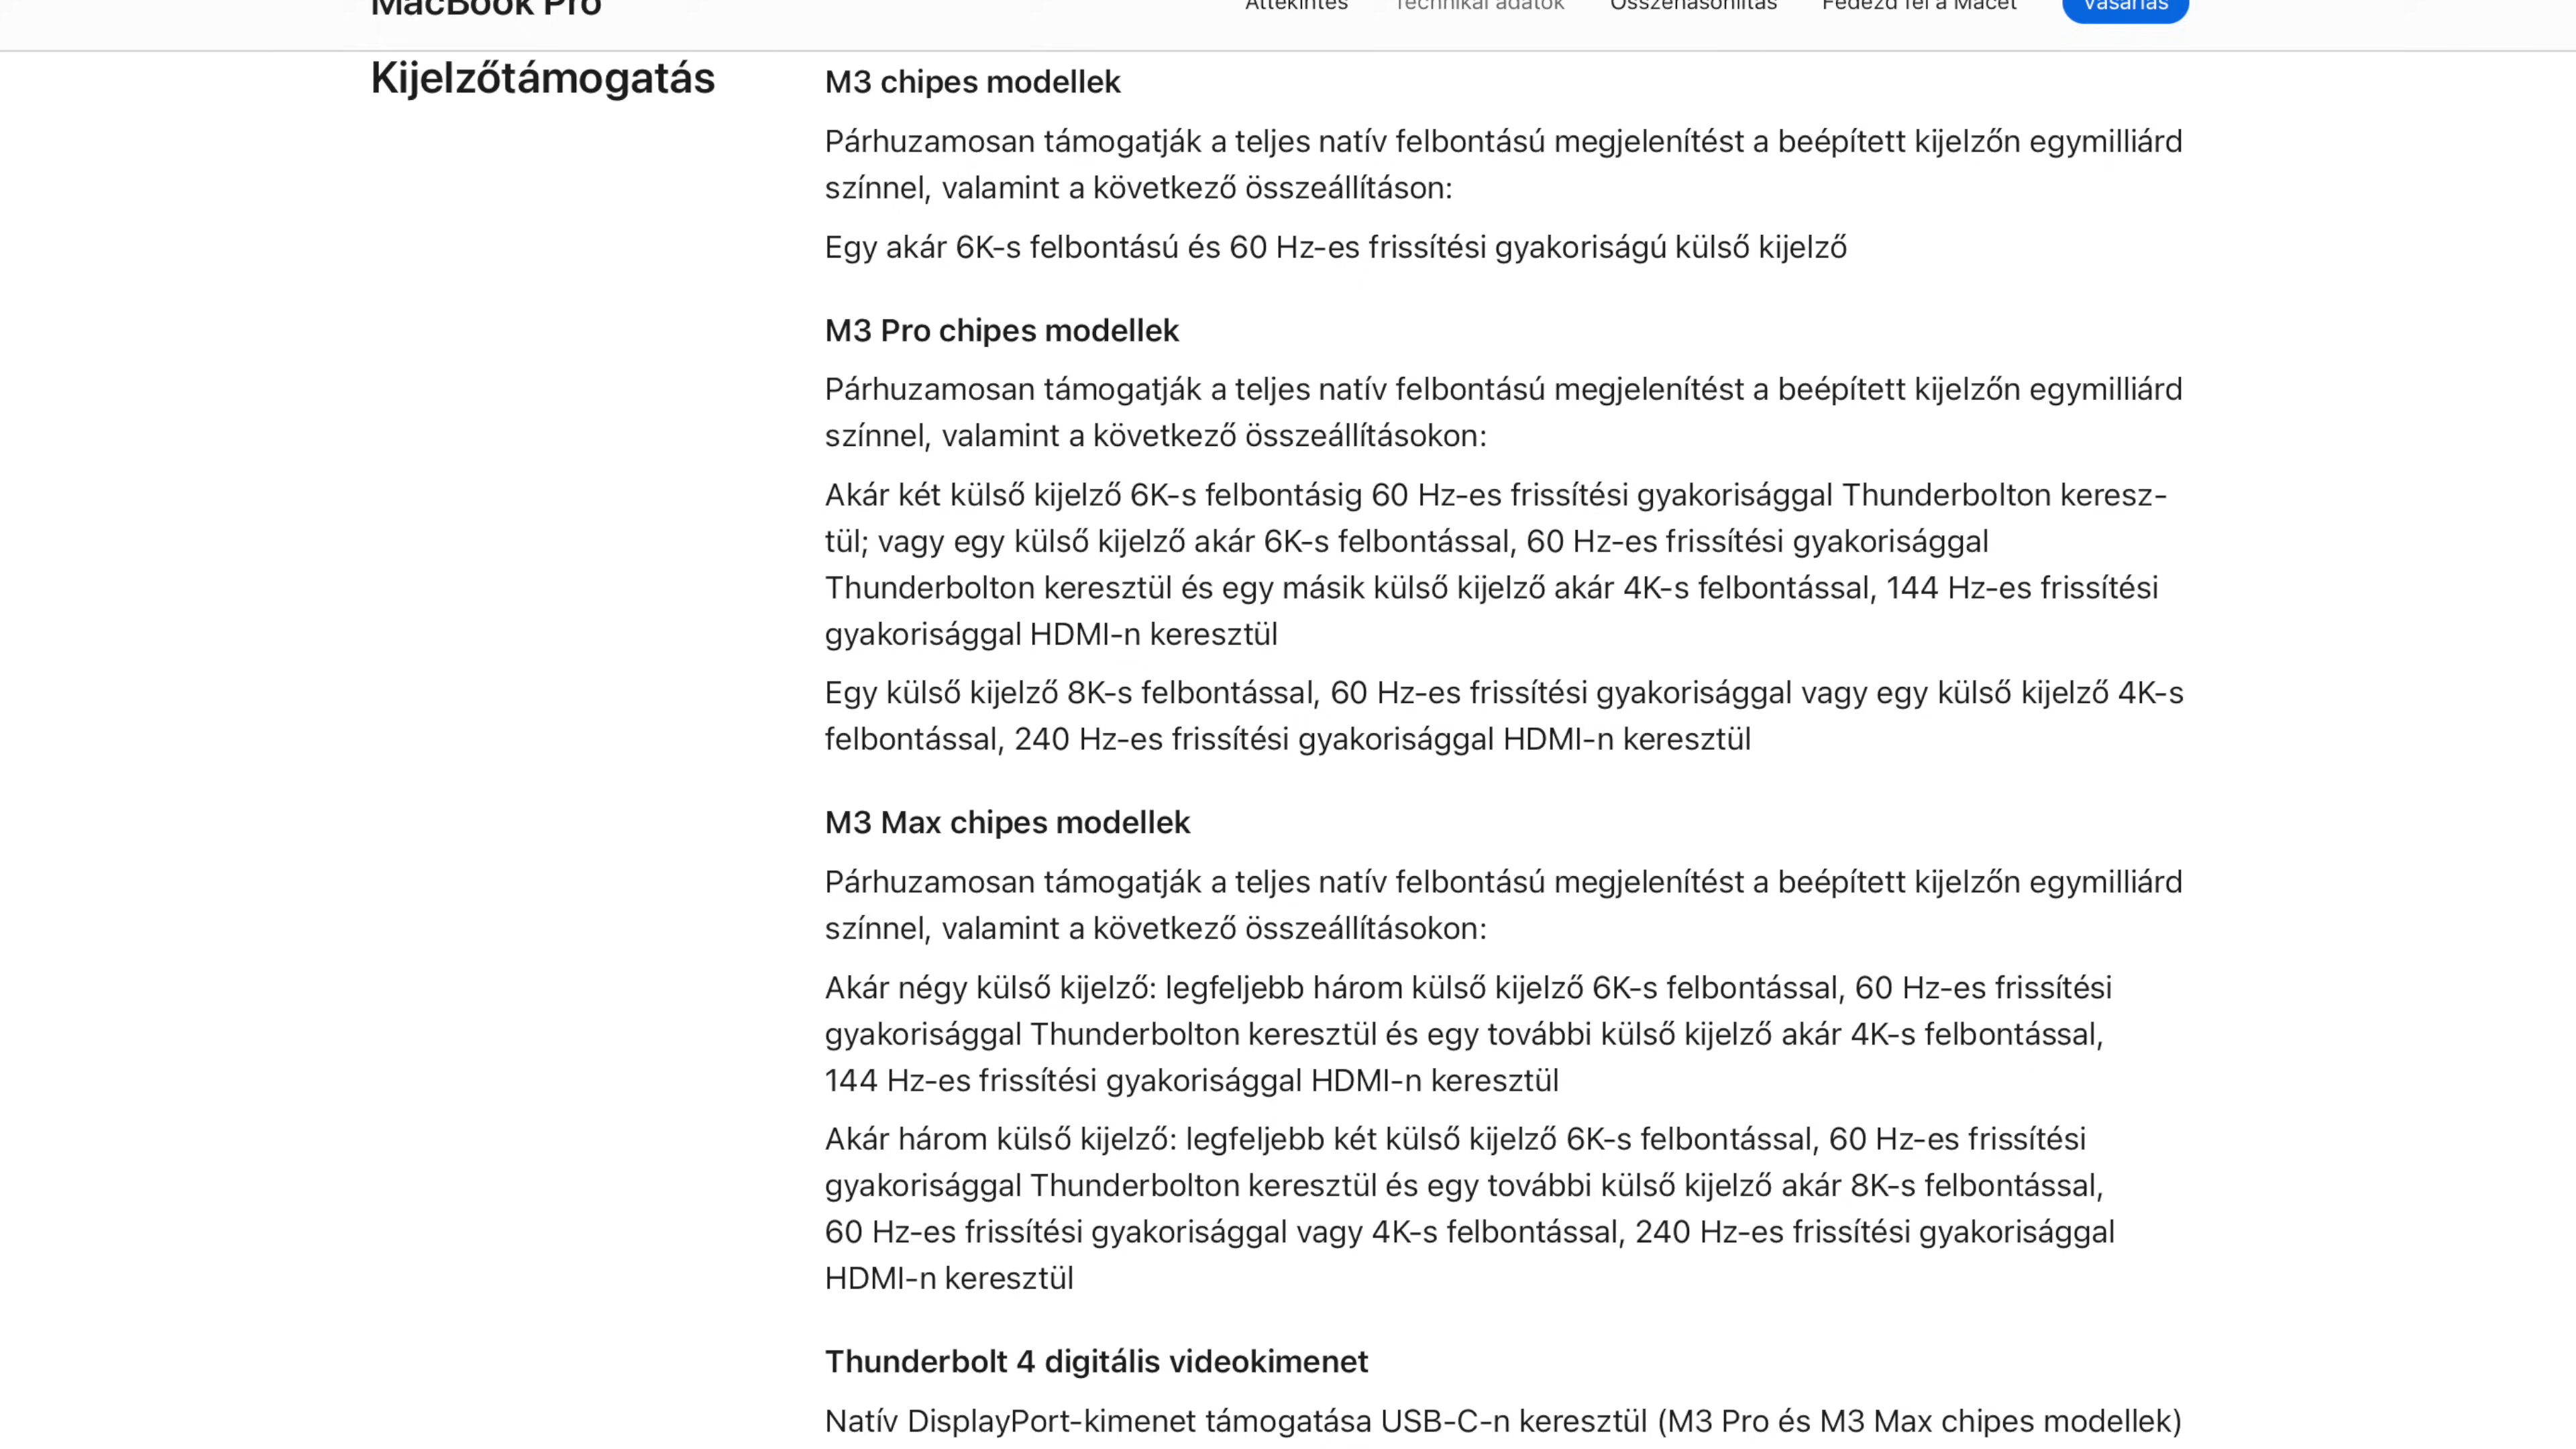 MacBook Pro
Áttekintés
Technikai adatok
Összehasonlítás
Fedezd fel a Macet
Vásárlás
Kijelzőtámogatás
M3 chipes modellek
Párhuzamosan támogatják a teljes natív felbontású megjelenítést a beépített kijelzőn egymilliárd
színnel, valamint a következő összeállításon:
Egy akár 6K-s felbontású és 60 Hz-es frissítési gyakoriságú külső kijelző
M3 Pro chipes modellek
Párhuzamosan támogatják a teljes natív felbontású megjelenítést a beépített kijelzőn egymilliárd
színnel, valamint a következő összeállításokon:
Akár két külső kijelző 6K-s felbontásig 60 Hz-es frissítési gyakorisággal Thunderbolton keresz-
tül; vagy egy külső kijelző akár 6K-s felbontással, 60 Hz-es frissítési gyakorisággal
Thunderbolton keresztül és egy másik külső kijelző akár 4K-s felbontással, 144 Hz-es frissítési
gyakorisággal HDMI-n keresztül
Egy külső kijelző 8K-s felbontással, 60 Hz-es frissítési gyakorisággal vagy egy külső kijelző 4K-s
felbontással, 240 Hz-es frissítési gyakorisággal HDMI-n keresztül
M3 Max chipes modellek
Párhuzamosan támogatják a teljes natív felbontású megjelenítést a beépített kijelzőn egymilliárd
színnel, valamint a következő összeállításokon:
Akár négy külső kijelző: legfeljebb három külső kijelző 6K-s felbontással, 60 Hz-es frissítési
gyakorisággal Thunderbolton keresztül és egy további külső kijelző akár 4K-s felbontással,
144 Hz-es frissítési gyakorisággal HDMI-n keresztül
Akár három külső kijelző: legfeljebb két külső kijelző 6K-s felbontással, 60 Hz-es frissítési
gyakorisággal Thunderbolton keresztül és egy további külső kijelző akár 8K-s felbontással,
60 Hz-es frissítési gyakorisággal vagy 4K-s felbontással, 240 Hz-es frissítési gyakorisággal
HDMI-n keresztül
Thunderbolt 4 digitális videokimenet
Natív DisplayPort-kimenet támogatása USB-C-n keresztül (M3 Pro és M3 Max chipes modellek)